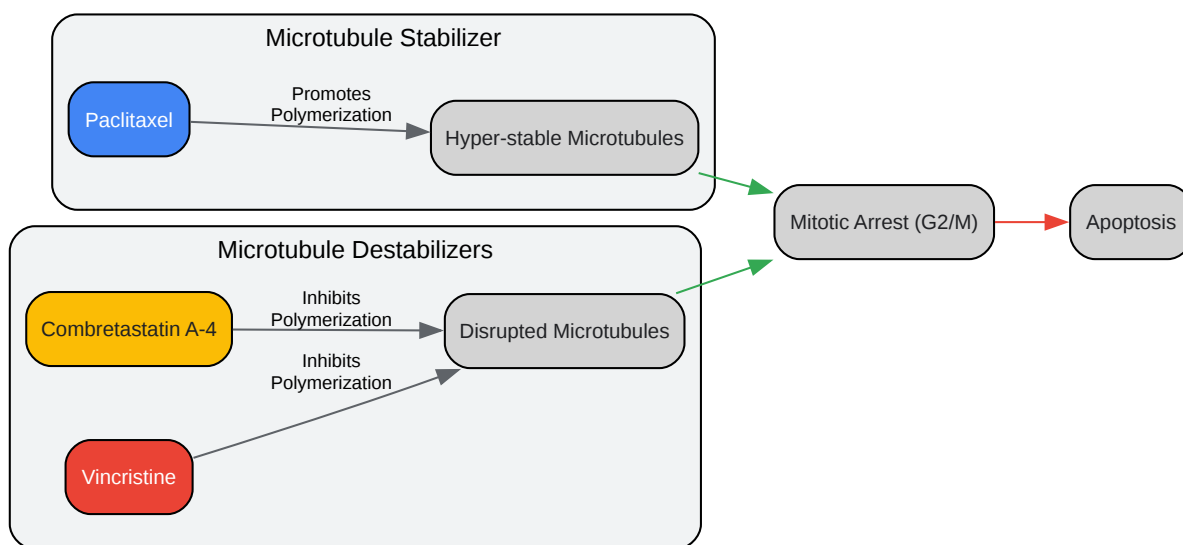 Microtubule Stabilizer
Paclitaxel
Promotes
Polymerization
Hyper-stable Microtubules
Mitotic Arrest (G2/M)
Apoptosis
Microtubule Destabilizers
Combretastatin A-4
Inhibits
Polymerization
Disrupted Microtubules
Inhibits
Polymerization
Vincristine